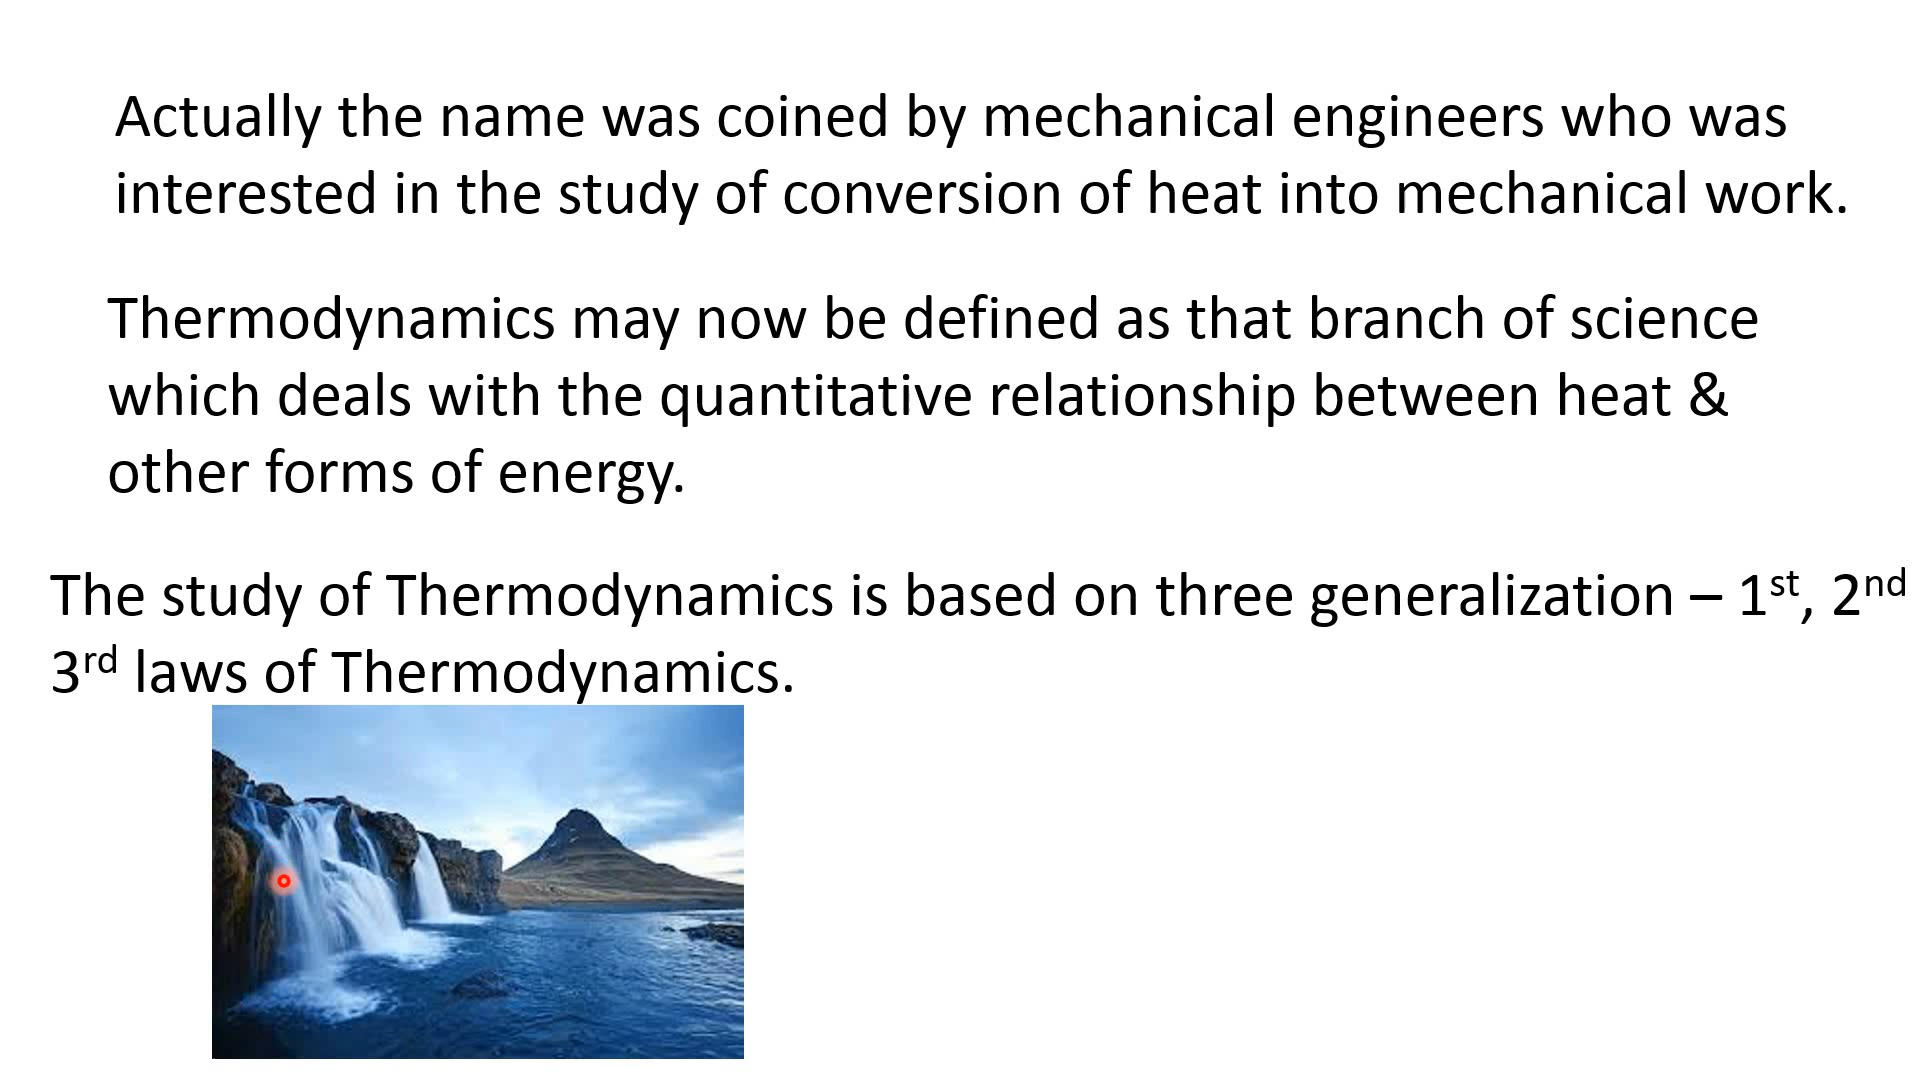 Actually the name was coined by mechanical engineers who was
interested in the study of conversion of heat into mechanical work.
Thermodynamics may now be defined as that branch of science
which deals with the quantitative relationship between heat &
other forms of energy.
The study of Thermodynamics is based on three generalization – 1st, 2nd
3rd laws of Thermodynamics.